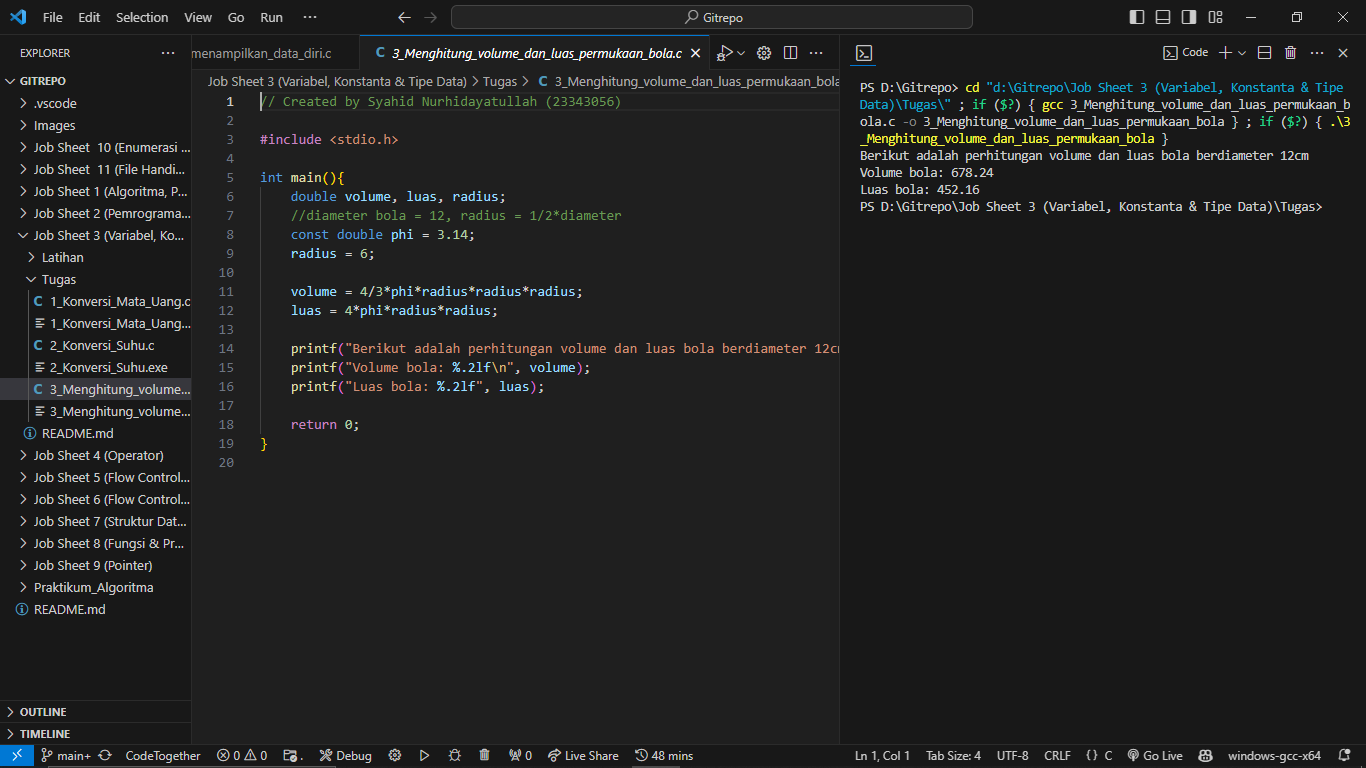 File Edit Selection View Go Run ··· Gitrepo
EXPLORER ···
GITREPO
.vscode
Images
Job Sheet 10 (Enumerasi ...
Job Sheet 11 (File Handi...
Job Sheet 1 (Algoritma, P...
Job Sheet 2 (Pemrograma...
Job Sheet 3 (Variabel, Ko...
Latihan
Tugas
1_Konversi_Mata_Uang.c
1_Konversi_Mata_Uang...
2_Konversi_Suhu.c
2_Konversi_Suhu.exe
3_Menghitung_volume...
3_Menghitung_volume...
README.md
Job Sheet 4 (Operator)
Job Sheet 5 (Flow Control...
Job Sheet 6 (Flow Control...
Job Sheet 7 (Struktur Dat...
Job Sheet 8 (Fungsi & Pr...
Job Sheet 9 (Pointer)
Praktikum_Algoritma
README.md
OUTLINE
TIMELINE
menampilkan_data_diri.c
C 3_Menghitung_volume_dan_luas_permukaan_bola.c
Job Sheet 3 (Variabel, Konstanta & Tipe Data) > Tugas > C 3_Menghitung_volume_dan_luas_permukaan_bola
1 // Created by Syahid Nurhidayatullah (23343056)
2
3 #include <stdio.h>
4
5 int main(){
6 double volume, luas, radius;
7 //diameter bola = 12, radius = 1/2*diameter
8 const double phi = 3.14;
9 radius = 6;
10
11 volume = 4/3*phi*radius*radius*radius;
12 luas = 4*phi*radius*radius;
13
14 printf("Berikut adalah perhitungan volume dan luas bola berdiameter 12cm
15 printf("Volume bola: %.2lf\n", volume);
16 printf("Luas bola: %.2lf", luas);
17
18 return 0;
19 }
20
Code
PS D:\Gitrepo> cd "d:\Gitrepo\Job Sheet 3 (Variabel, Konstanta & Tipe
Data)\Tugas\" ; if ($?) { gcc 3_Menghitung_volume_dan_luas_permukaan_b
ola.c -o 3_Menghitung_volume_dan_luas_permukaan_bola } ; if ($?) { .\3
_Menghitung_volume_dan_luas_permukaan_bola }
Berikut adalah perhitungan volume dan luas bola berdiameter 12cm
Volume bola: 678.24
Luas bola: 452.16
PS D:\Gitrepo\Job Sheet 3 (Variabel, Konstanta & Tipe Data)\Tugas>
main+ CodeTogether 0 0 Debug 0 Live Share 48 mins Ln 1, Col 1 Tab Size: 4 UTF-8 CRLF {} C Go Live windows-gcc-x64